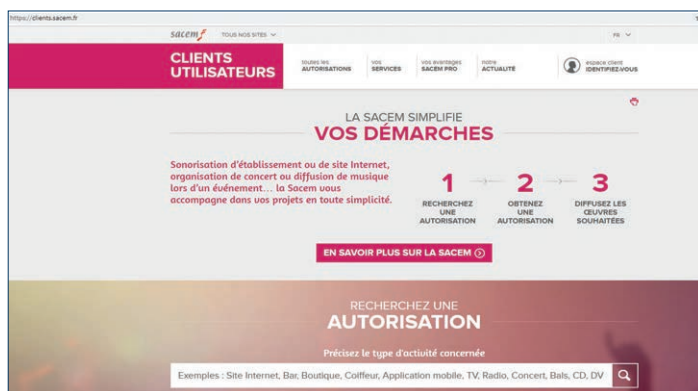 https://clients.sacem.fr
sacem TOUS NOS SITES FR
CLIENTS
UTILISATEURS
toutes les
AUTORISATIONS
vos
SERVICES
vos avantages
SACEM PRO
notre
ACTUALITÉ
espace client
IDENTIFIEZ-VOUS
LA SACEM SIMPLIFIE
VOS DÉMARCHES
Sonorisation d'établissement ou de site Internet,
organisation de concert ou diffusion de musique
lors d'un événement... la Sacem vous
accompagne dans vos projets en toute simplicité.
1
RECHERCHEZ
UNE
AUTORISATION
2
OBTENEZ
UNE
AUTORISATION
3
DIFFUSEZ LES
ŒUVRES
SOUHAITÉES
EN SAVOIR PLUS SUR LA SACEM
RECHERCHEZ UNE
AUTORISATION
Précisez le type d'activité concernée
Exemples : Site Internet, Bar, Boutique, Coiffeur, Application mobile, TV, Radio, Concert, Bals, CD, DV